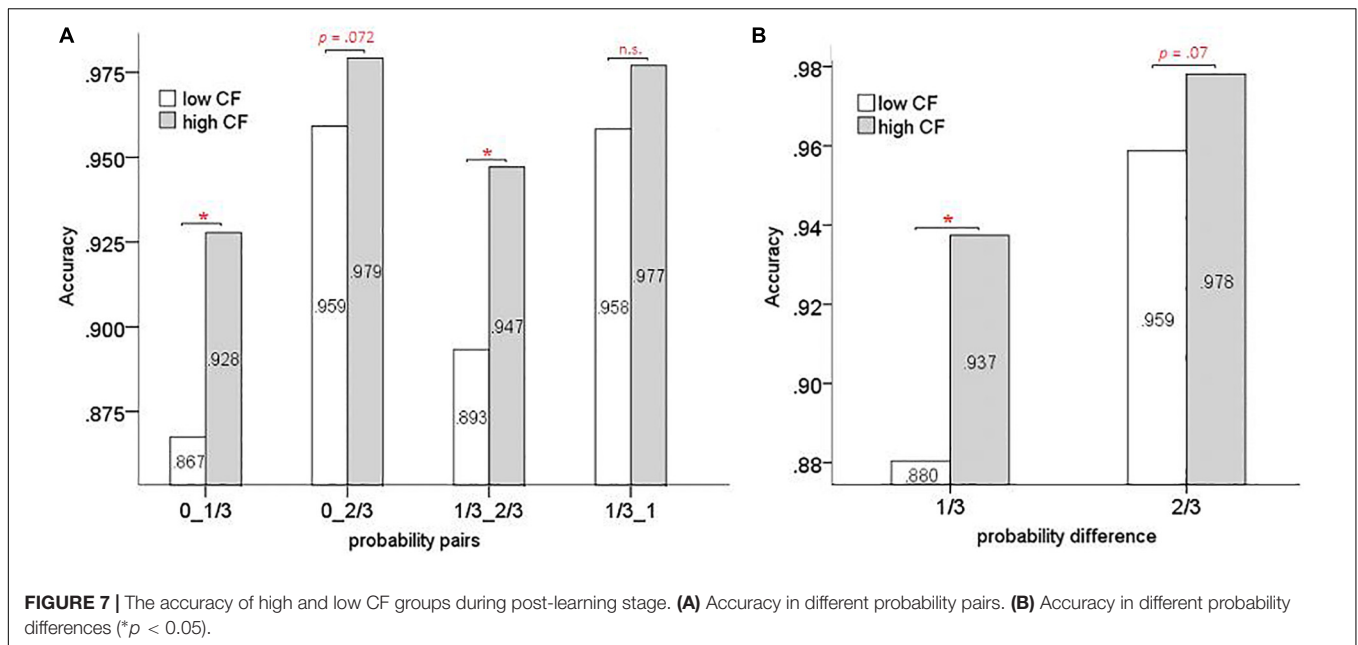 A
p = .072
n.s.
.975
low CF
high CF
.950
*
.925
*
Accuracy
.979
.977
.959
.958
.900
.947
.928
.875
.893
.867
0_1/3 0_2/3 1/3_2/3 1/3_1
probability pairs
B
p = .07
.98
low CF
high CF
.96
.94
*
Accuracy
.978
.92
.959
.937
.90
.88
.880
1/3 2/3
probability difference
FIGURE 7 | The accuracy of high and low CF groups during post-learning stage. (A) Accuracy in different probability pairs. (B) Accuracy in different probability
differences (*p < 0.05).